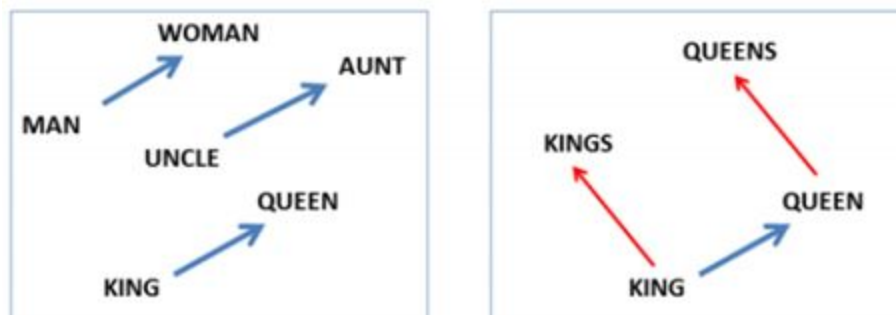 WOMAN
AUNT
MAN
UNCLE
QUEEN
KING
QUEENS
KINGS
QUEEN
KING